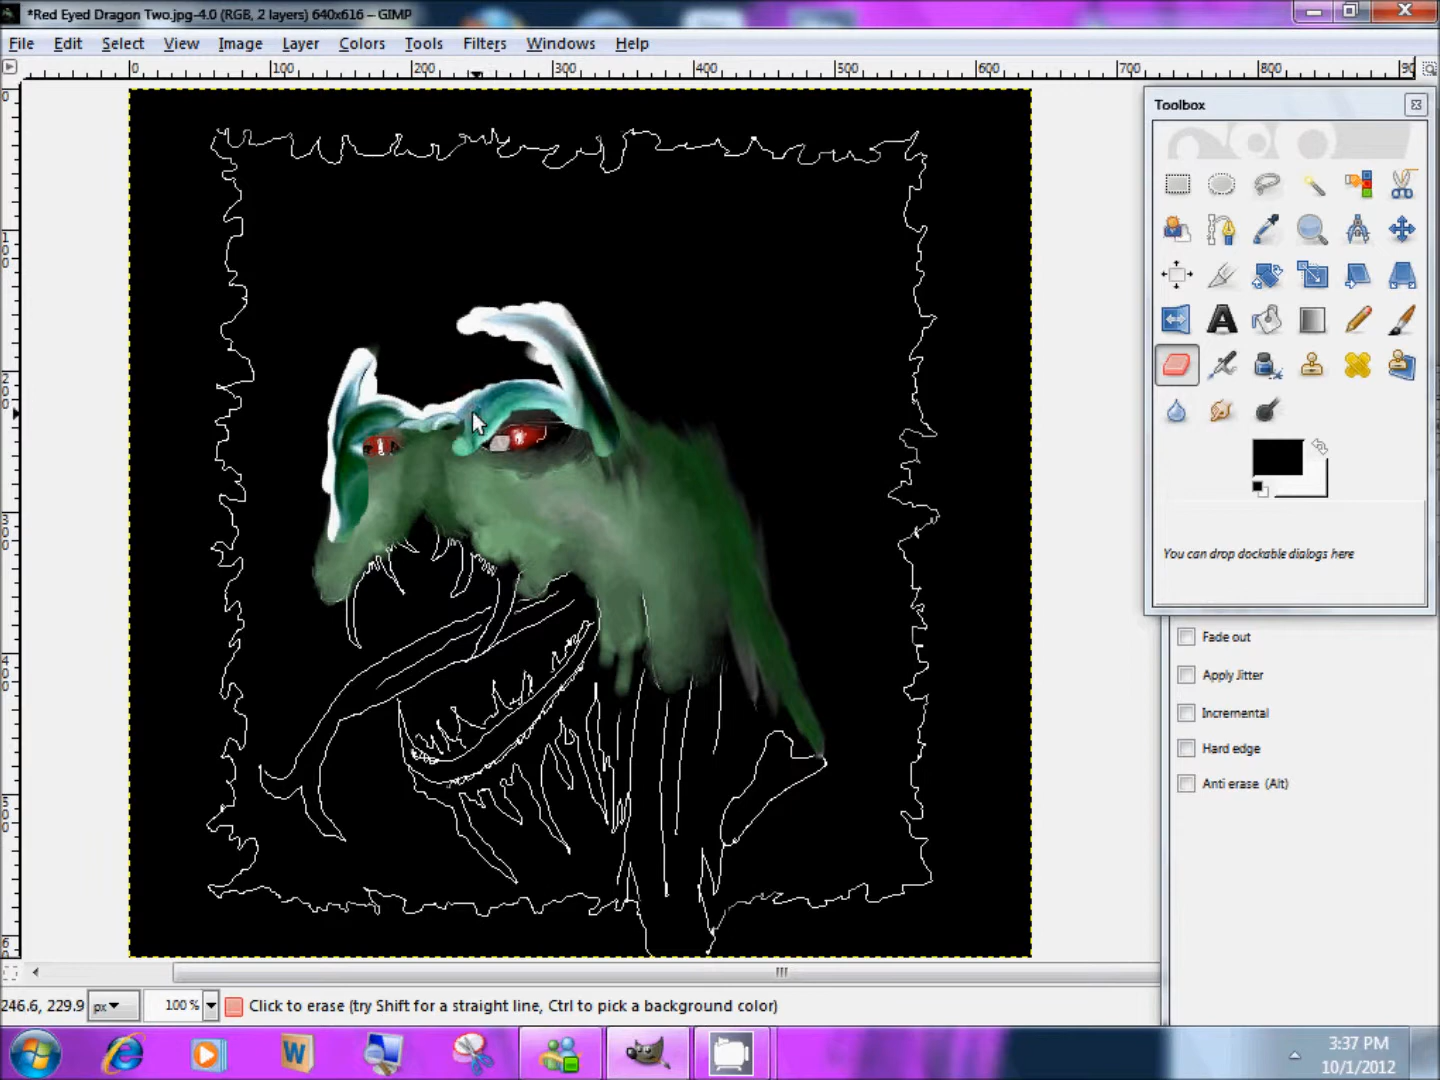 *Red Eyed Dragon Two.jpg-4.0 (RGB, 2 layers) 640x616 – GIMP
File Edit Select View Image Layer Colors Tools Filters Windows Help
0 100 200 300 400 500 600 700 800 90
Toolbox
You can drop dockable dialogs here
Fade out
Apply Jitter
Incremental
Hard edge
Anti erase (Alt)
246.6, 229.9 px 100 % Click to erase (try Shift for a straight line, Ctrl to pick a background color)
3:37 PM
10/1/2012